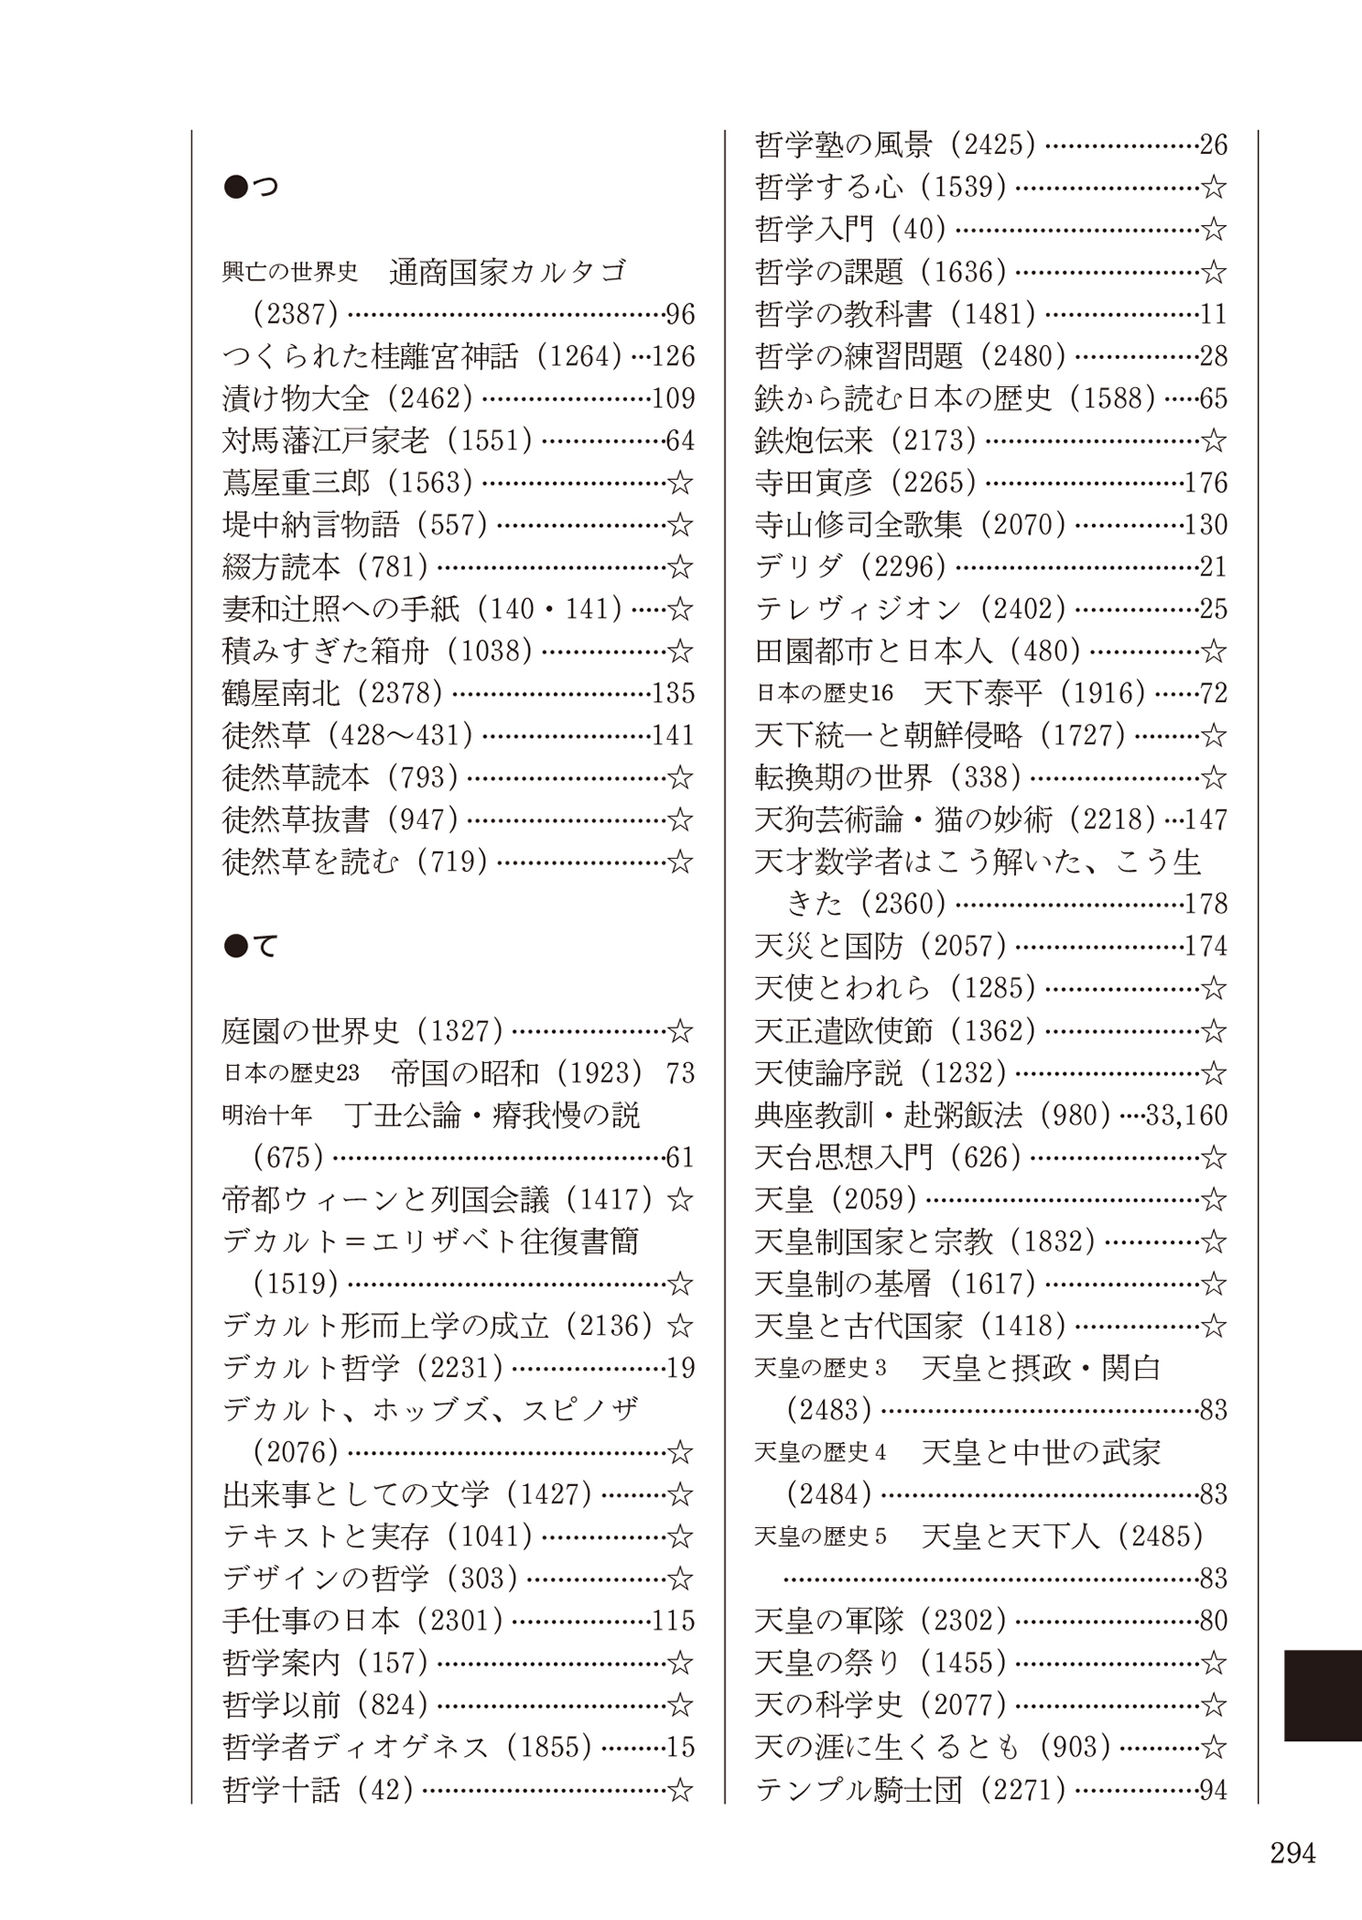 ●つ
興亡の世界史　通商国家カルタゴ
（2387）…………………………………96
つくられた桂離宮神話（1264）…126
漬け物大全（2462）…………………109
対馬藩江戸家老（1551）……………64
蔦屋重三郎（1563）…………………☆
堤中納言物語（557）…………………☆
綴方読本（781）………………………☆
妻和辻照への手紙（140・141）……☆
積みすぎた箱舟（1038）……………☆
鶴屋南北（2378）……………………135
徒然草（428〜431）…………………141
徒然草読本（793）……………………☆
徒然草抜書（947）……………………☆
徒然草を読む（719）…………………☆
●て
庭園の世界史（1327）………………☆
日本の歴史23　帝国の昭和（1923） 73
明治十年　丁丑公論・瘠我慢の説
（675）……………………………………61
帝都ウィーンと列国会議（1417）☆
デカルト＝エリザベト往復書簡
（1519）…………………………………☆
デカルト形而上学の成立（2136）☆
デカルト哲学（2231）………………19
デカルト、ホッブズ、スピノザ
（2076）…………………………………☆
出来事としての文学（1427）………☆
テキストと実存（1041）……………☆
デザインの哲学（303）………………☆
手仕事の日本（2301）………………115
哲学案内（157）………………………☆
哲学以前（824）………………………☆
哲学者ディオゲネス（1855）………15
哲学十話（42）…………………………☆
哲学塾の風景（2425）………………26
哲学する心（1539）…………………☆
哲学入門（40）…………………………☆
哲学の課題（1636）…………………☆
哲学の教科書（1481）………………11
哲学の練習問題（2480）……………28
鉄から読む日本の歴史（1588）……65
鉄炮伝来（2173）……………………☆
寺田寅彦（2265）……………………176
寺山修司全歌集（2070）……………130
デリダ（2296）…………………………21
テレヴィジオン（2402）……………25
田園都市と日本人（480）……………☆
日本の歴史16　天下泰平（1916）……72
天下統一と朝鮮侵略（1727）………☆
転換期の世界（338）…………………☆
天狗芸術論・猫の妙術（2218）…147
天才数学者はこう解いた、こう生
きた（2360）…………………………178
天災と国防（2057）…………………174
天使とわれら（1285）………………☆
天正遣欧使節（1362）………………☆
天使論序説（1232）…………………☆
典座教訓・赴粥飯法（980）……33,160
天台思想入門（626）…………………☆
天皇（2059）……………………………☆
天皇制国家と宗教（1832）…………☆
天皇制の基層（1617）………………☆
天皇と古代国家（1418）……………☆
天皇の歴史3　天皇と摂政・関白
（2483）…………………………………83
天皇の歴史4　天皇と中世の武家
（2484）…………………………………83
天皇の歴史5　天皇と天下人（2485）
……………………………………………83
天皇の軍隊（2302）…………………80
天皇の祭り（1455）…………………☆
天の科学史（2077）…………………☆
天の涯に生くるとも（903）…………☆
テンプル騎士団（2271）……………94
294